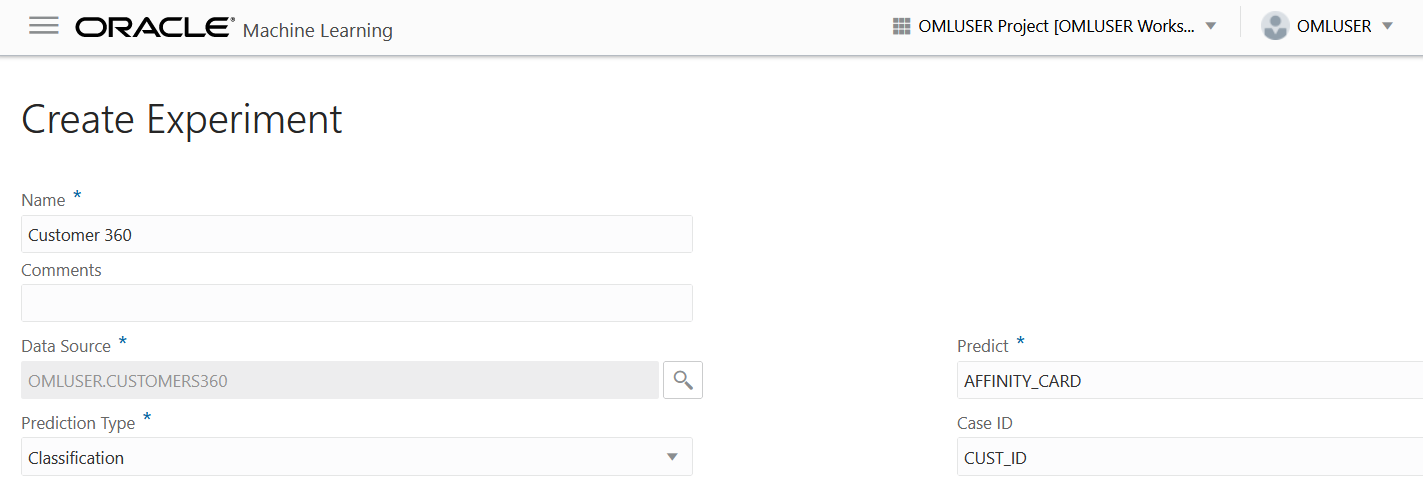 ORACLE® Machine Learning
OMLUSER Project [OMLUSER Works...
OMLUSER
Create Experiment
Name *
Customer 360
Comments
Data Source *
OMLUSER.CUSTOMERS360
Predict *
AFFINITY_CARD
Prediction Type *
Classification
Case ID
CUST_ID